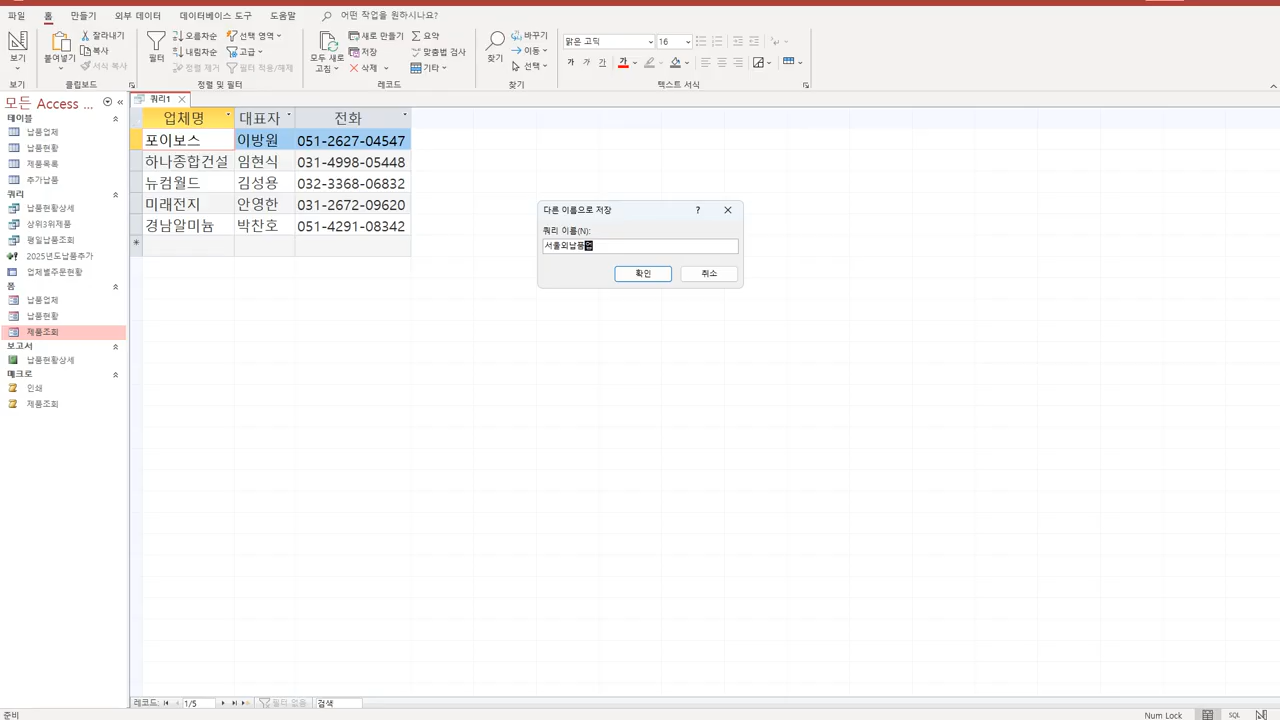 파일 홈 만들기 외부 데이터 데이터베이스 도구 도움말 어떤 작업을 원하시나요?
보기
붙여넣기
잘라내기
복사
서식 복사
필터
오름차순
내림차순
정렬 제거
선택 영역
고급
필터 적용/해제
모두 새로 고침
새로 만들기
저장
삭제
요약
맞춤법 검사
기타
찾기
바꾸기
이동
선택
맑은 고딕 16
가 가 가 가
보기 클립보드 정렬 및 필터 레코드 찾기 텍스트 서식
모든 Access ...
테이블
납품업체
납품현황
제품목록
추가납품
쿼리
납품현황상세
상위3위제품
평일납품조회
2025년도납품추가
업체별주문현황
폼
납품업체
납품현황
제품조회
보고서
납품현황상세
매크로
인쇄
제품조회
쿼리1
업체명 대표자 전화
포이보스 이방원 051-2627-04547
하나종합건설 임현식 031-4998-05448
뉴컴월드 김성용 032-3368-06832
미래전지 안영한 031-2672-09620
경남알미늄 박찬호 051-4291-08342
다른 이름으로 저장 ?
쿼리 이름(N):
서울외납품업
확인 취소
레코드: 1/5 필터 없음 검색
준비 Num Lock SQL